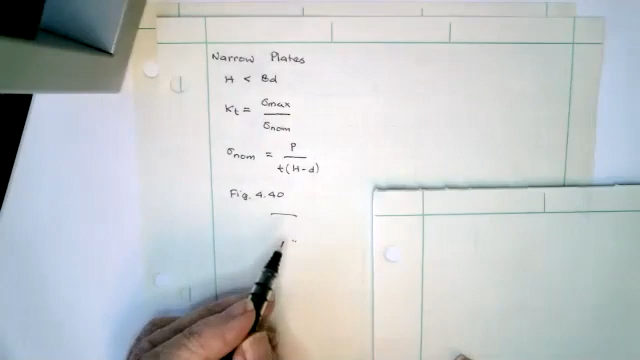 Narrow Plates
H < 8d
Kt = σmax / σnom
σnom = P / t(H-d)
Fig. 4.40